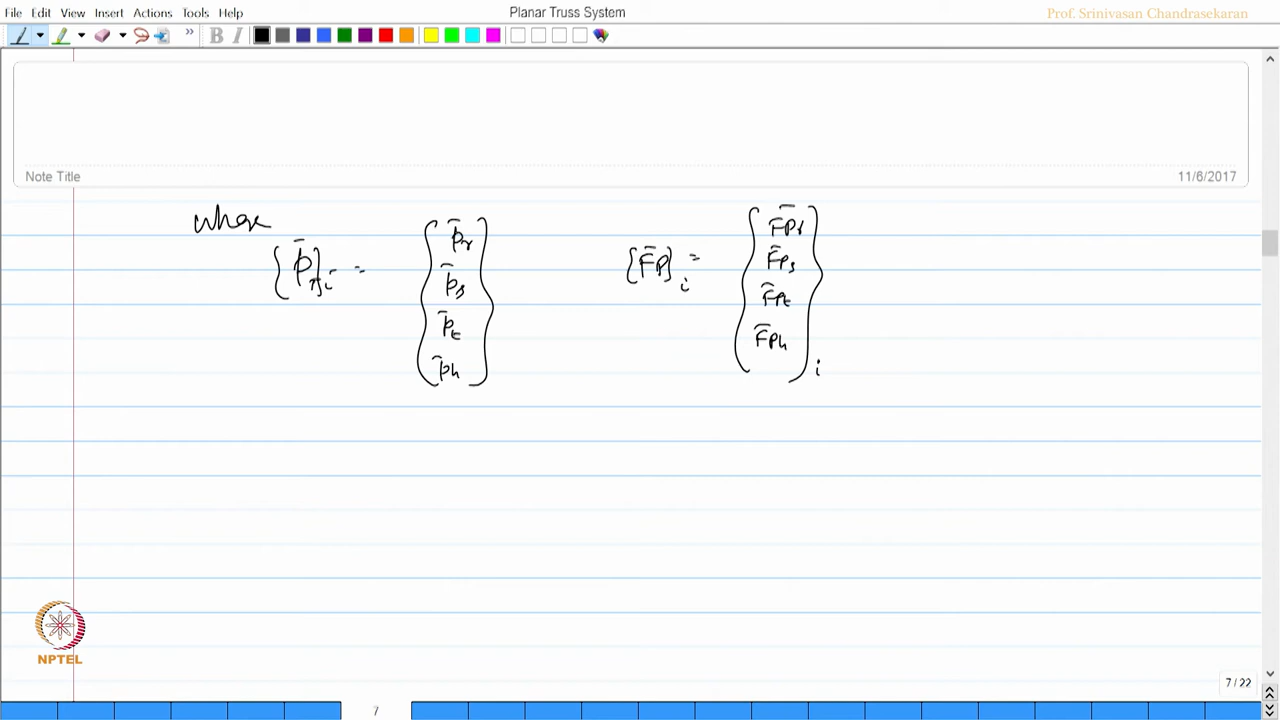 File Edit View Insert Actions Tools Help
Planar Truss System
Prof. Srinivasan Chandrasekaran
B I
Note Title
11/6/2017
where
{p̄}i = {p̄r p̄s p̄t p̄h}
{F̄P}i = {F̄Pr F̄Ps F̄Pt F̄Ph}i
NPTEL
7 / 22
7